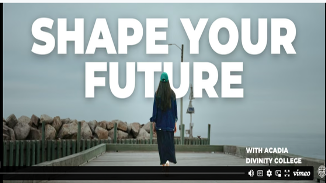 SHAPE YOUR
FUTURE
WITH ACADIA
DIVINITY COLLEGE
vimeo